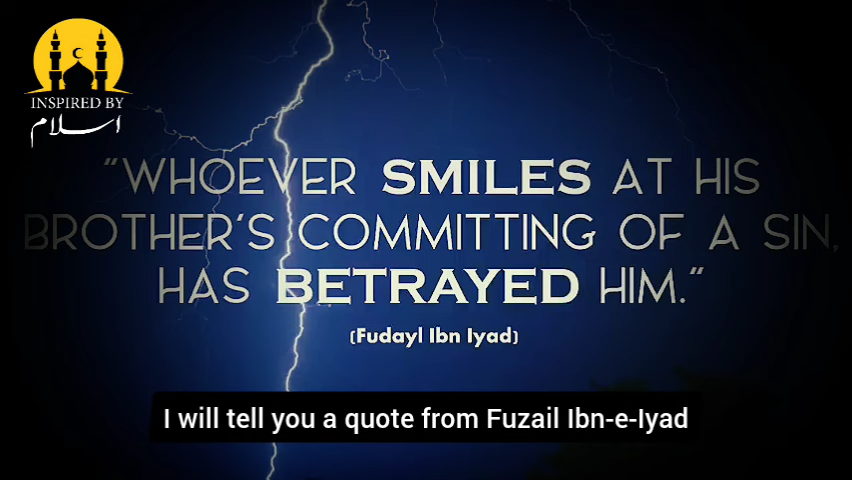 INSPIRED BY
اسلام
“WHOEVER SMILES AT HIS
BROTHER’S COMMITTING OF A SIN,
HAS BETRAYED HIM.“
(Fudayl Ibn Iyad)
I will tell you a quote from Fuzail Ibn-e-Iyad